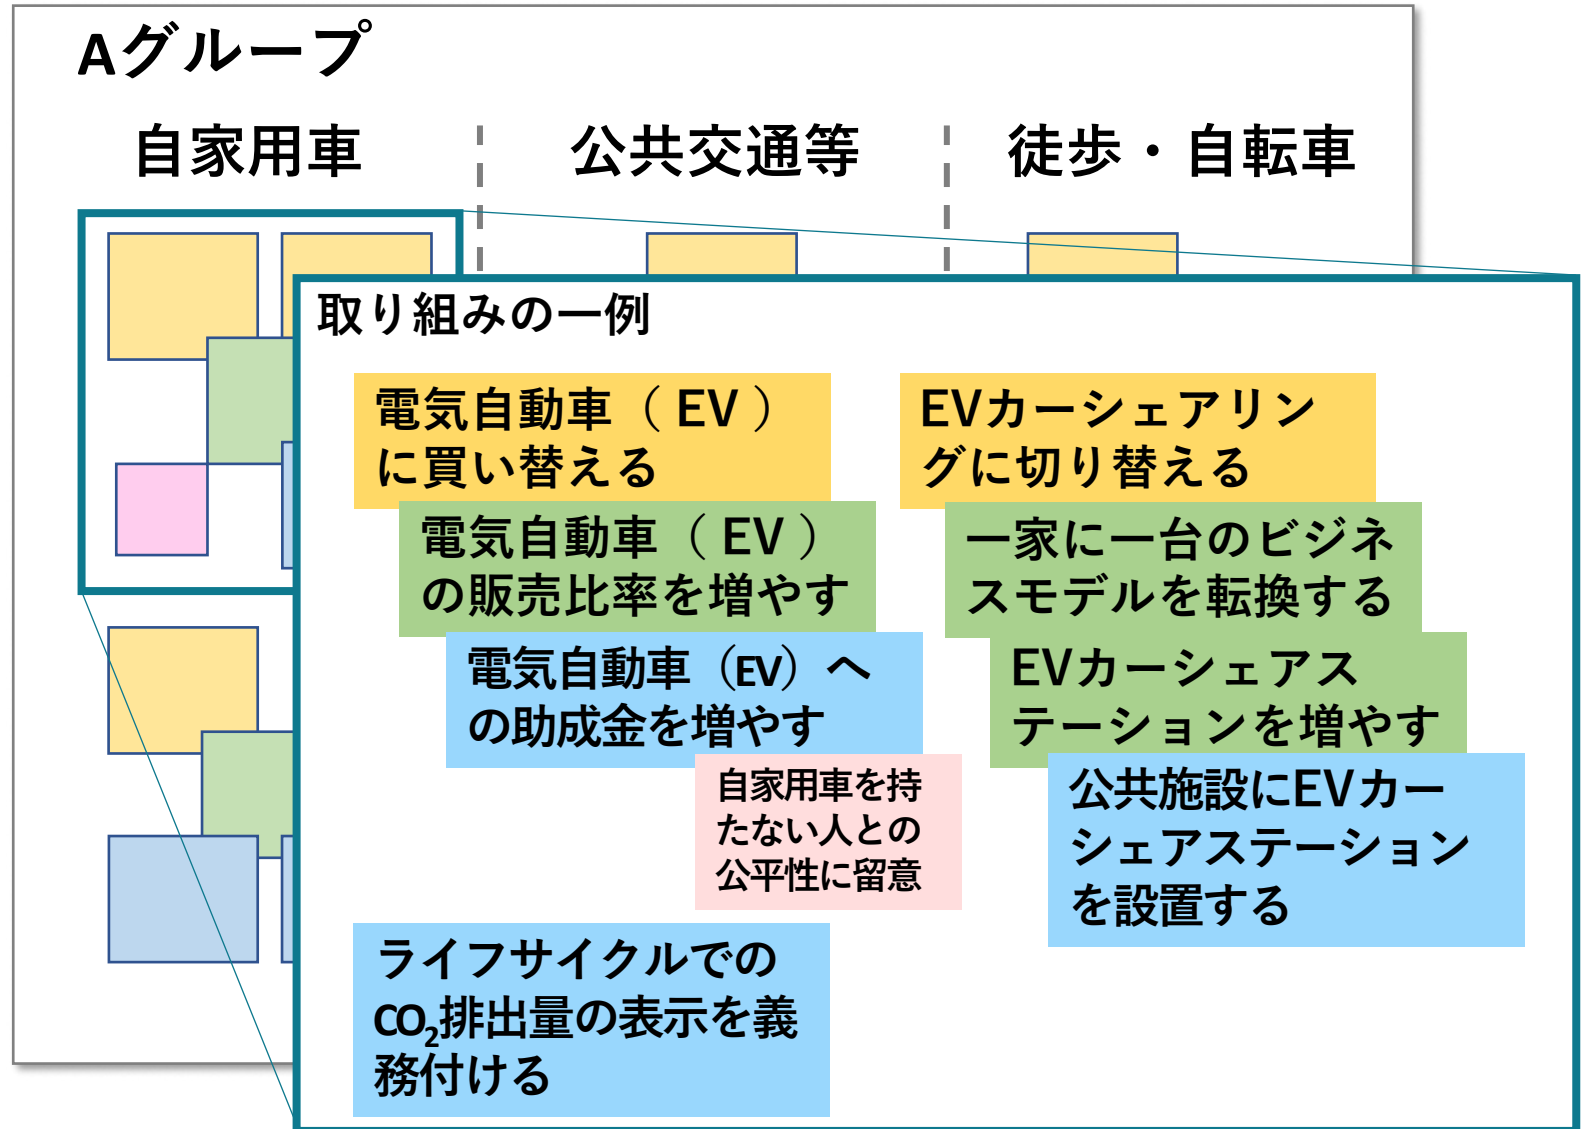 Aグループ
自家用車
公共交通等
徒歩・自転車
取り組みの一例
電気自動車（EV）
に買い替える
電気自動車（EV）
の販売比率を増やす
電気自動車（EV）へ
の助成金を増やす
自家用車を持
たない人との
公平性に留意
ライフサイクルでの
CO₂排出量の表示を義
務付ける
EVカーシェアリン
グに切り替える
一家に一台のビジネ
スモデルを転換する
EVカーシェアス
テーションを増やす
公共施設にEVカー
シェアステーション
を設置する